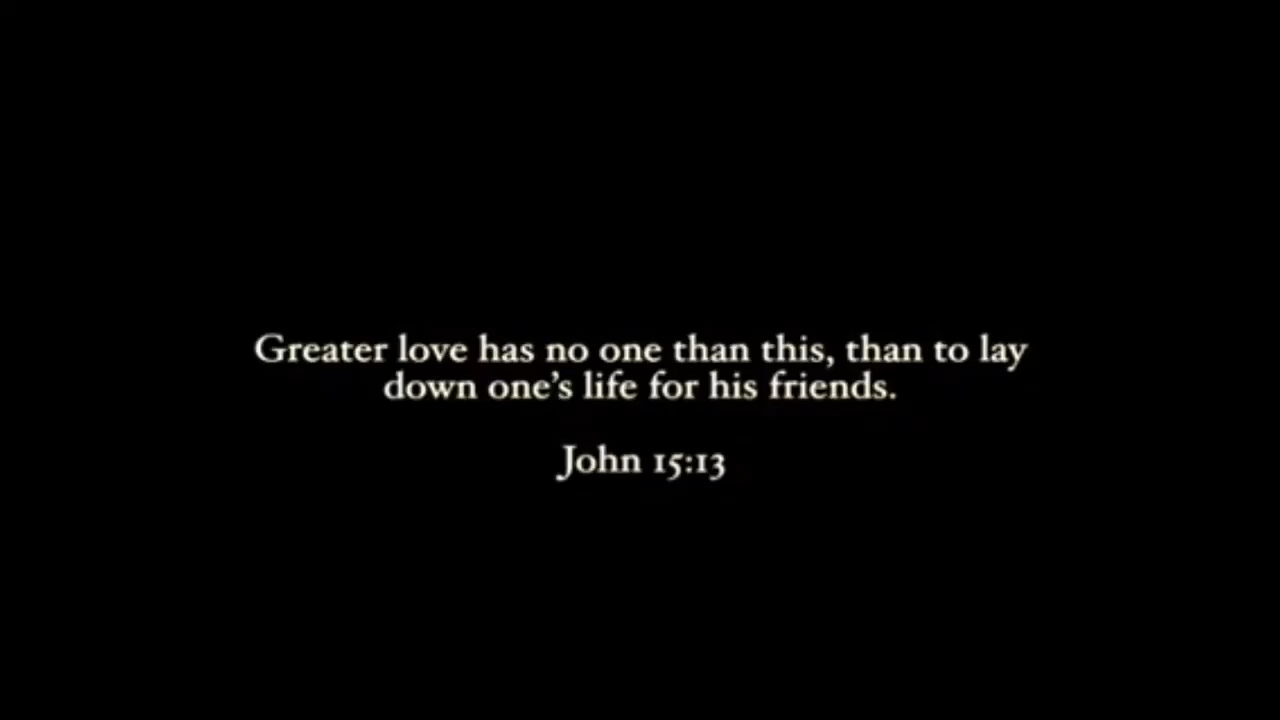 Greater love has no one than this, than to lay
down one’s life for his friends.
John 15:13